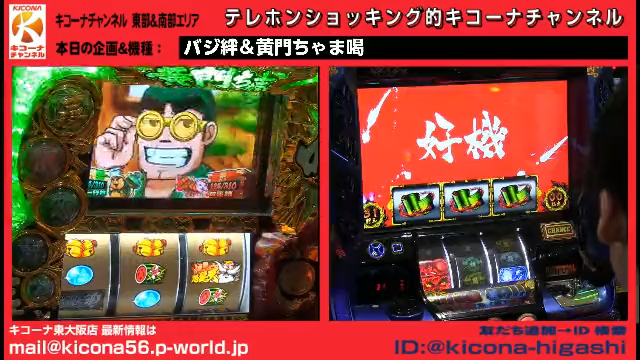 KICONA
キコーナ
チャンネル
キコーナチャンネル 東部&南部エリア
テレホンショッキング的キコーナチャンネル
本日の企画&機種：
バジ絆&黄門ちゃま喝
好機
CHANCE
キコーナ東大阪店 最新情報は
mail@kicona56.p-world.jp
友だち追加→ID 検索
ID:@kicona-higashi